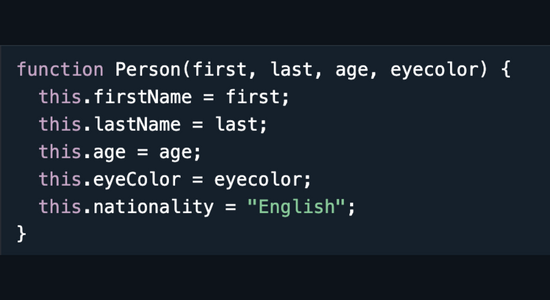 function Person(first, last, age, eyecolor) {
  this.firstName = first;
  this.lastName = last;
  this.age = age;
  this.eyeColor = eyecolor;
  this.nationality = "English";
}